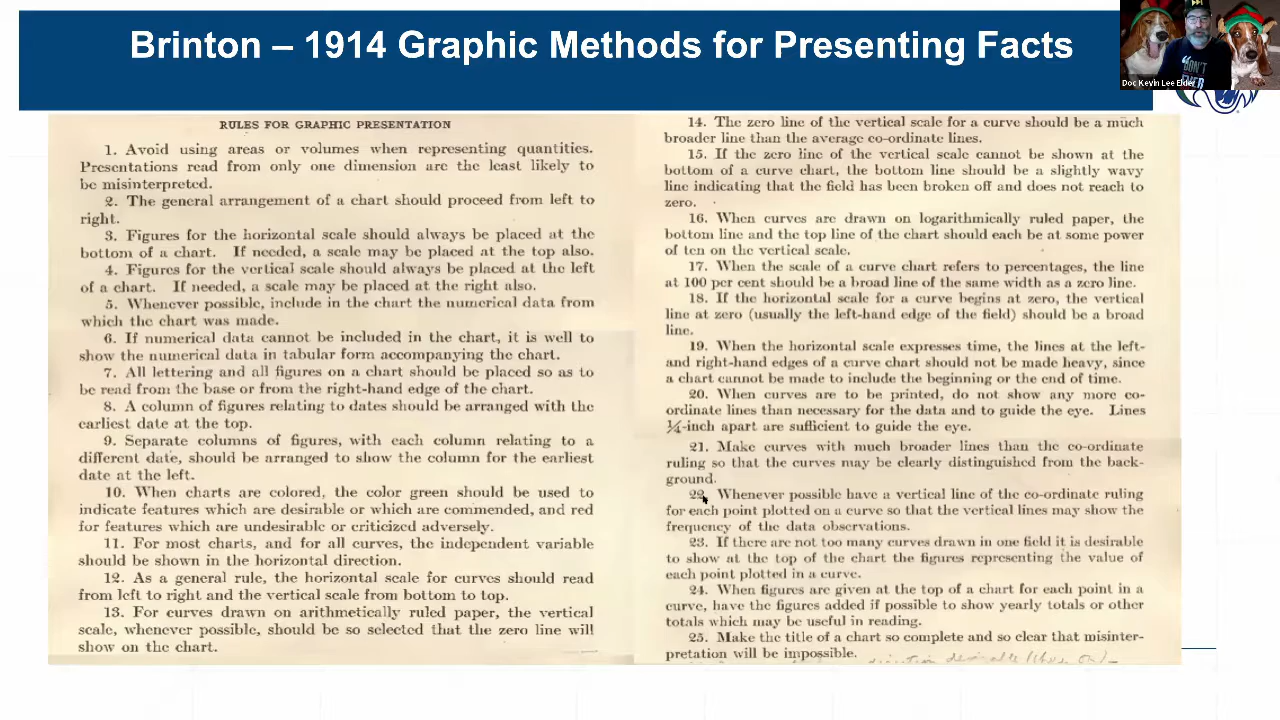 Brinton – 1914 Graphic Methods for Presenting Facts
Doc Kevin Lee Elder
"DON'T
EVER
RULES FOR GRAPHIC PRESENTATION
1. Avoid using areas or volumes when representing quantities.
Presentations read from only one dimension are the least likely to
be misinterpreted.
2. The general arrangement of a chart should proceed from left to
right.
3. Figures for the horizontal scale should always be placed at the
bottom of a chart. If needed, a scale may be placed at the top also.
4. Figures for the vertical scale should always be placed at the left
of a chart. If needed, a scale may be placed at the right also.
5. Whenever possible, include in the chart the numerical data from
which the chart was made.
6. If numerical data cannot be included in the chart, it is well to
show the numerical data in tabular form accompanying the chart.
7. All lettering and all figures on a chart should be placed so as to
be read from the base or from the right-hand edge of the chart.
8. A column of figures relating to dates should be arranged with the
earliest date at the top.
9. Separate columns of figures, with each column relating to a
different date, should be arranged to show the column for the earliest
date at the left.
10. When charts are colored, the color green should be used to
indicate features which are desirable or which are commended, and red
for features which are undesirable or criticized adversely.
11. For most charts, and for all curves, the independent variable
should be shown in the horizontal direction.
12. As a general rule, the horizontal scale for curves should read
from left to right and the vertical scale from bottom to top.
13. For curves drawn on arithmetically ruled paper, the vertical
scale, whenever possible, should be so selected that the zero line will
show on the chart.
14. The zero line of the vertical scale for a curve should be a much
broader line than the average co-ordinate lines.
15. If the zero line of the vertical scale cannot be shown at the
bottom of a curve chart, the bottom line should be a slightly wavy
line indicating that the field has been broken off and does not reach to
zero.
16. When curves are drawn on logarithmically ruled paper, the
bottom line and the top line of the chart should each be at some power
of ten on the vertical scale.
17. When the scale of a curve chart refers to percentages, the line
at 100 per cent should be a broad line of the same width as a zero line.
18. If the horizontal scale for a curve begins at zero, the vertical
line at zero (usually the left-hand edge of the field) should be a broad
line.
19. When the horizontal scale expresses time, the lines at the left-
and right-hand edges of a curve chart should not be made heavy, since
a chart cannot be made to include the beginning or the end of time.
20. When curves are to be printed, do not show any more co-
ordinate lines than necessary for the data and to guide the eye. Lines
¼-inch apart are sufficient to guide the eye.
21. Make curves with much broader lines than the co-ordinate
ruling so that the curves may be clearly distinguished from the back-
ground.
22. Whenever possible have a vertical line of the co-ordinate ruling
for each point plotted on a curve so that the vertical lines may show the
frequency of the data observations.
23. If there are not too many curves drawn in one field it is desirable
to show at the top of the chart the figures representing the value of
each point plotted in a curve.
24. When figures are given at the top of a chart for each point in a
curve, have the figures added if possible to show yearly totals or other
totals which may be useful in reading.
25. Make the title of a chart so complete and so clear that misinter-
pretation will be impossible.